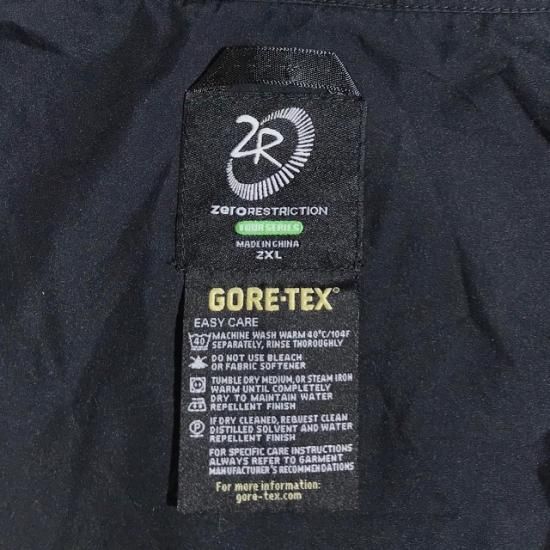 ZR
zeroRESTRICTION
TOUR SERIES
MADE IN CHINA
2XL
GORE-TEX®
EASY CARE
40 MACHINE WASH WARM 40°C/104F
SEPARATELY, RINSE THOROUGHLY
DO NOT USE BLEACH
OR FABRIC SOFTENER
TUMBLE DRY MEDIUM, OR STEAM IRON
WARM UNTIL COMPLETELY
DRY TO MAINTAIN WATER
REPELLENT FINISH
P IF DRY CLEANED, REQUEST CLEAN
DISTILLED SOLVENT AND WATER
REPELLENT FINISH
FOR SPECIFIC CARE INSTRUCTIONS
ALWAYS REFER TO GARMENT
MANUFACTURER'S RECOMMENDATIONS
For more information:
gore-tex.com